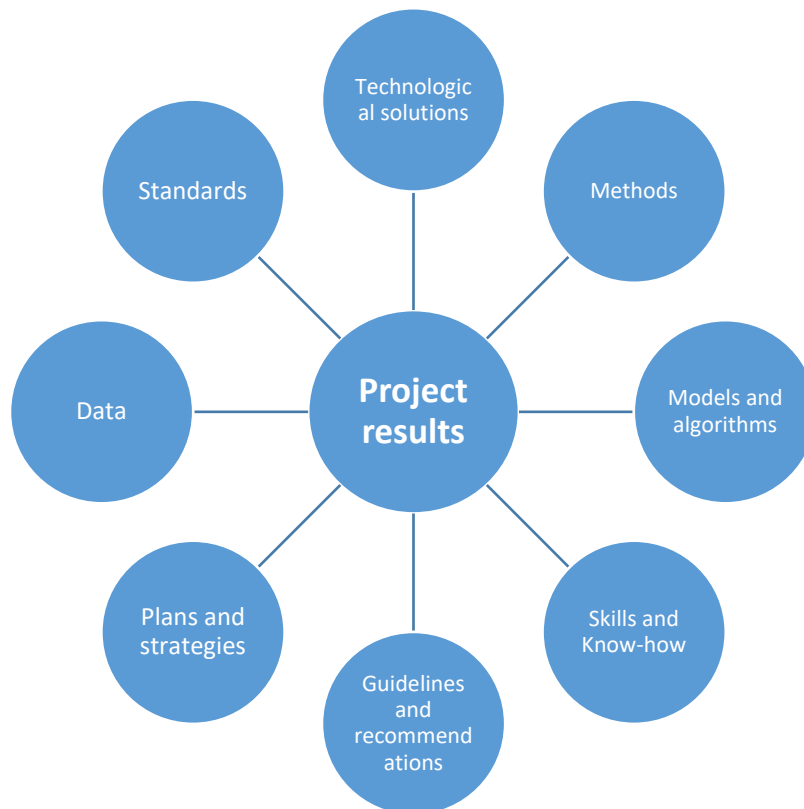 Technologic
al solutions
Standards
Methods
Data
Project
results
Models and
algorithms
Plans and
strategies
Skills and
Know-how
Guidelines
and
recommend
ations